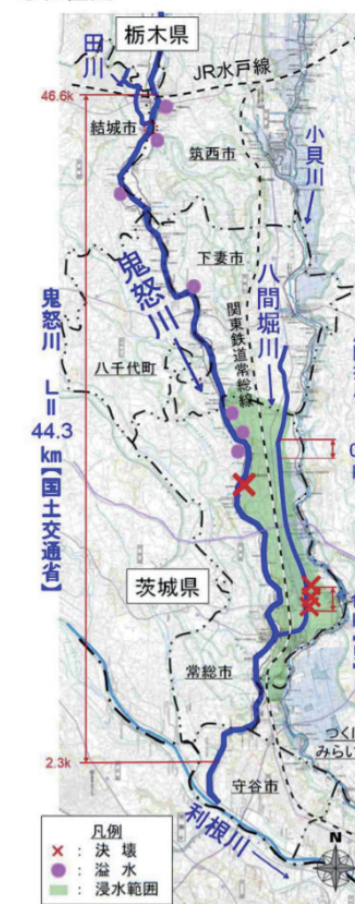 栃木県
田川
JR水戸線
46.6k
結城市
筑西市
小貝川
下妻市
鬼怒川
八間堀川
関東鉄道常総線
八千代町
鬼怒川 L=44.3km【国土交通省】
茨城県
常総市
つくば
みらい
2.3k
守谷市
利根川
N
凡例
× : 決壊
● : 溢水
■ : 浸水範囲